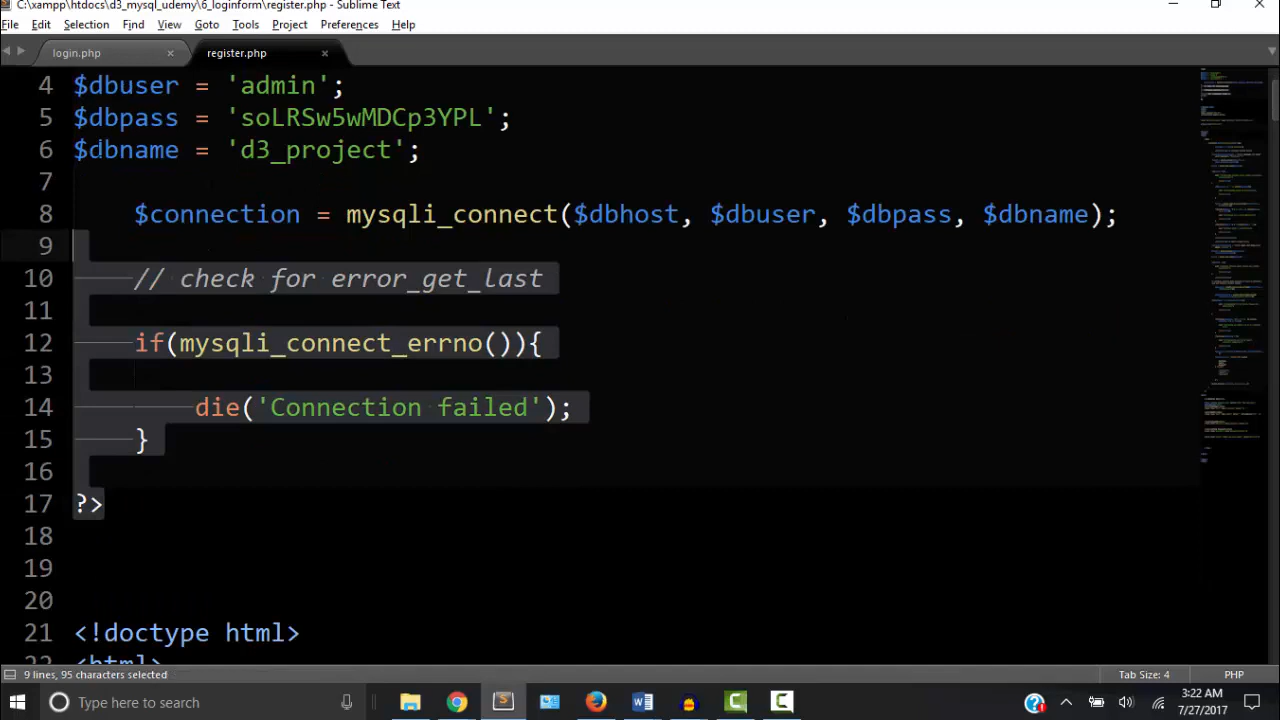 C:\xampp\htdocs\d3_mysql_udemy\6_loginform\register.php • - Sublime Text
File Edit Selection Find View Goto Tools Project Preferences Help
login.php × register.php ×
4 $dbuser = 'admin';
5 $dbpass = 'soLRSw5wMDCp3YPL';
6 $dbname = 'd3_project';
7
8 $connection = mysqli_connect($dbhost, $dbuser, $dbpass, $dbname);
9
10 // check for error_get_last
11
12 if(mysqli_connect_errno()){
13
14 die('Connection failed');
15 }
16
17 ?>
18
19
20
21 <!doctype html>
22 <html>
9 lines, 95 characters selected Tab Size: 4 PHP
Type here to search
3:22 AM
7/27/2017